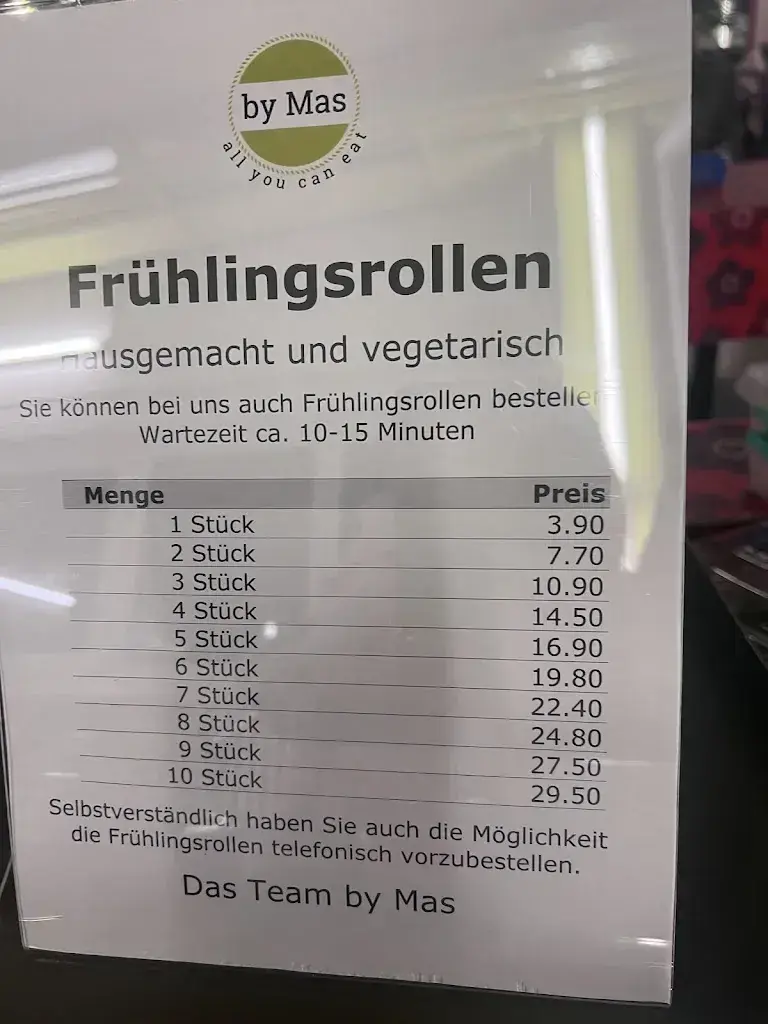 by Mas
all you can eat
Frühlingsrollen
Hausgemacht und vegetarisch
Sie können bei uns auch Frühlingsrollen bestellen
Wartezeit ca. 10-15 Minuten
Menge Preis
1 Stück 3.90
2 Stück 7.70
3 Stück 10.90
4 Stück 14.50
5 Stück 16.90
6 Stück 19.80
7 Stück 22.40
8 Stück 24.80
9 Stück 27.50
10 Stück 29.50
Selbstverständlich haben Sie auch die Möglichkeit
die Frühlingsrollen telefonisch vorzubestellen.
Das Team by Mas